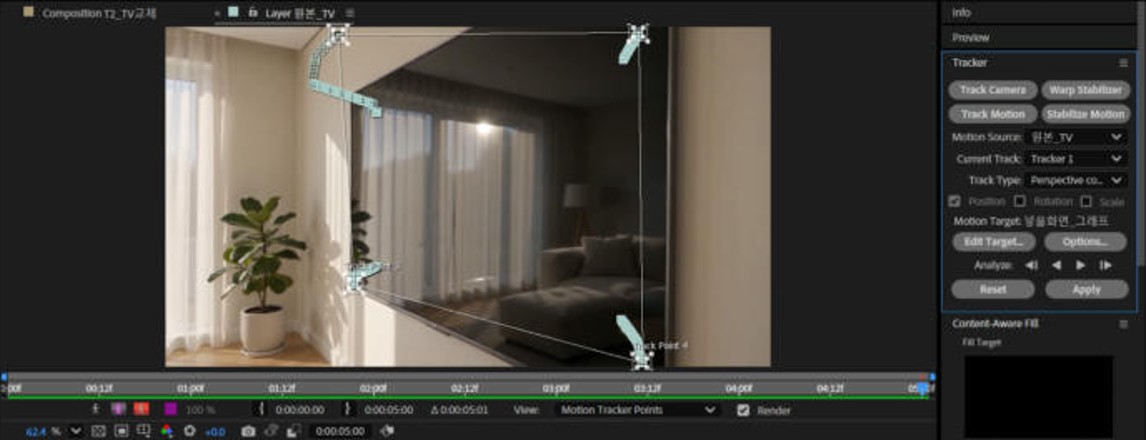 Composition T2_TV교체
Layer 원본_TV
Info
Preview
Tracker
Track Camera
Warp Stabilizer
Track Motion
Stabilize Motion
Motion Source: 원본_TV
Current Track: Tracker 1
Track Type: Perspective co...
Position Rotation Scale
Motion Target: 넣을화면_그래프
Edit Target...
Options...
Analyze:
Reset
Apply
Content-Aware Fill
Fill Target
Track Point 4
00:12f 01:00f 01:12f 02:00f 02:12f 03:00f 03:12f 04:00f 04:12f
100 %
0:00:00:00
0:00:05:00
Δ 0:00:05:01
View: Motion Tracker Points
Render
62.4 %
+0.0
0:00:05:00